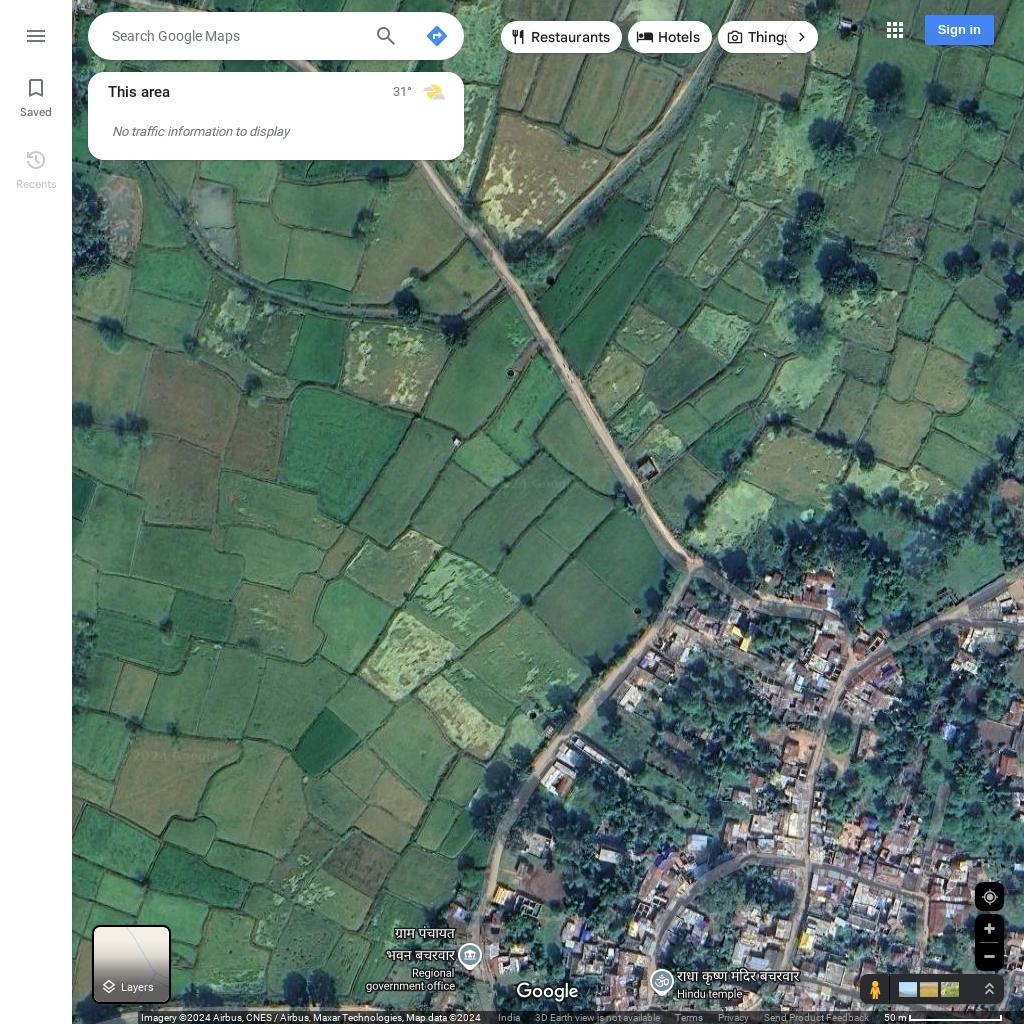 Search Google Maps
Restaurants
Hotels
Things
Sign in
Saved
This area
31°
No traffic information to display
Recents
ग्राम पंचायत
भवन बचरवार
Regional
government office
राधा कृष्ण मंदिर बचरवार
Hindu temple
Layers
Google
Imagery ©2024 Airbus, CNES / Airbus, Maxar Technologies, Map data ©2024
India
3D Earth view is not available
Terms
Privacy
Send Product Feedback
50 m